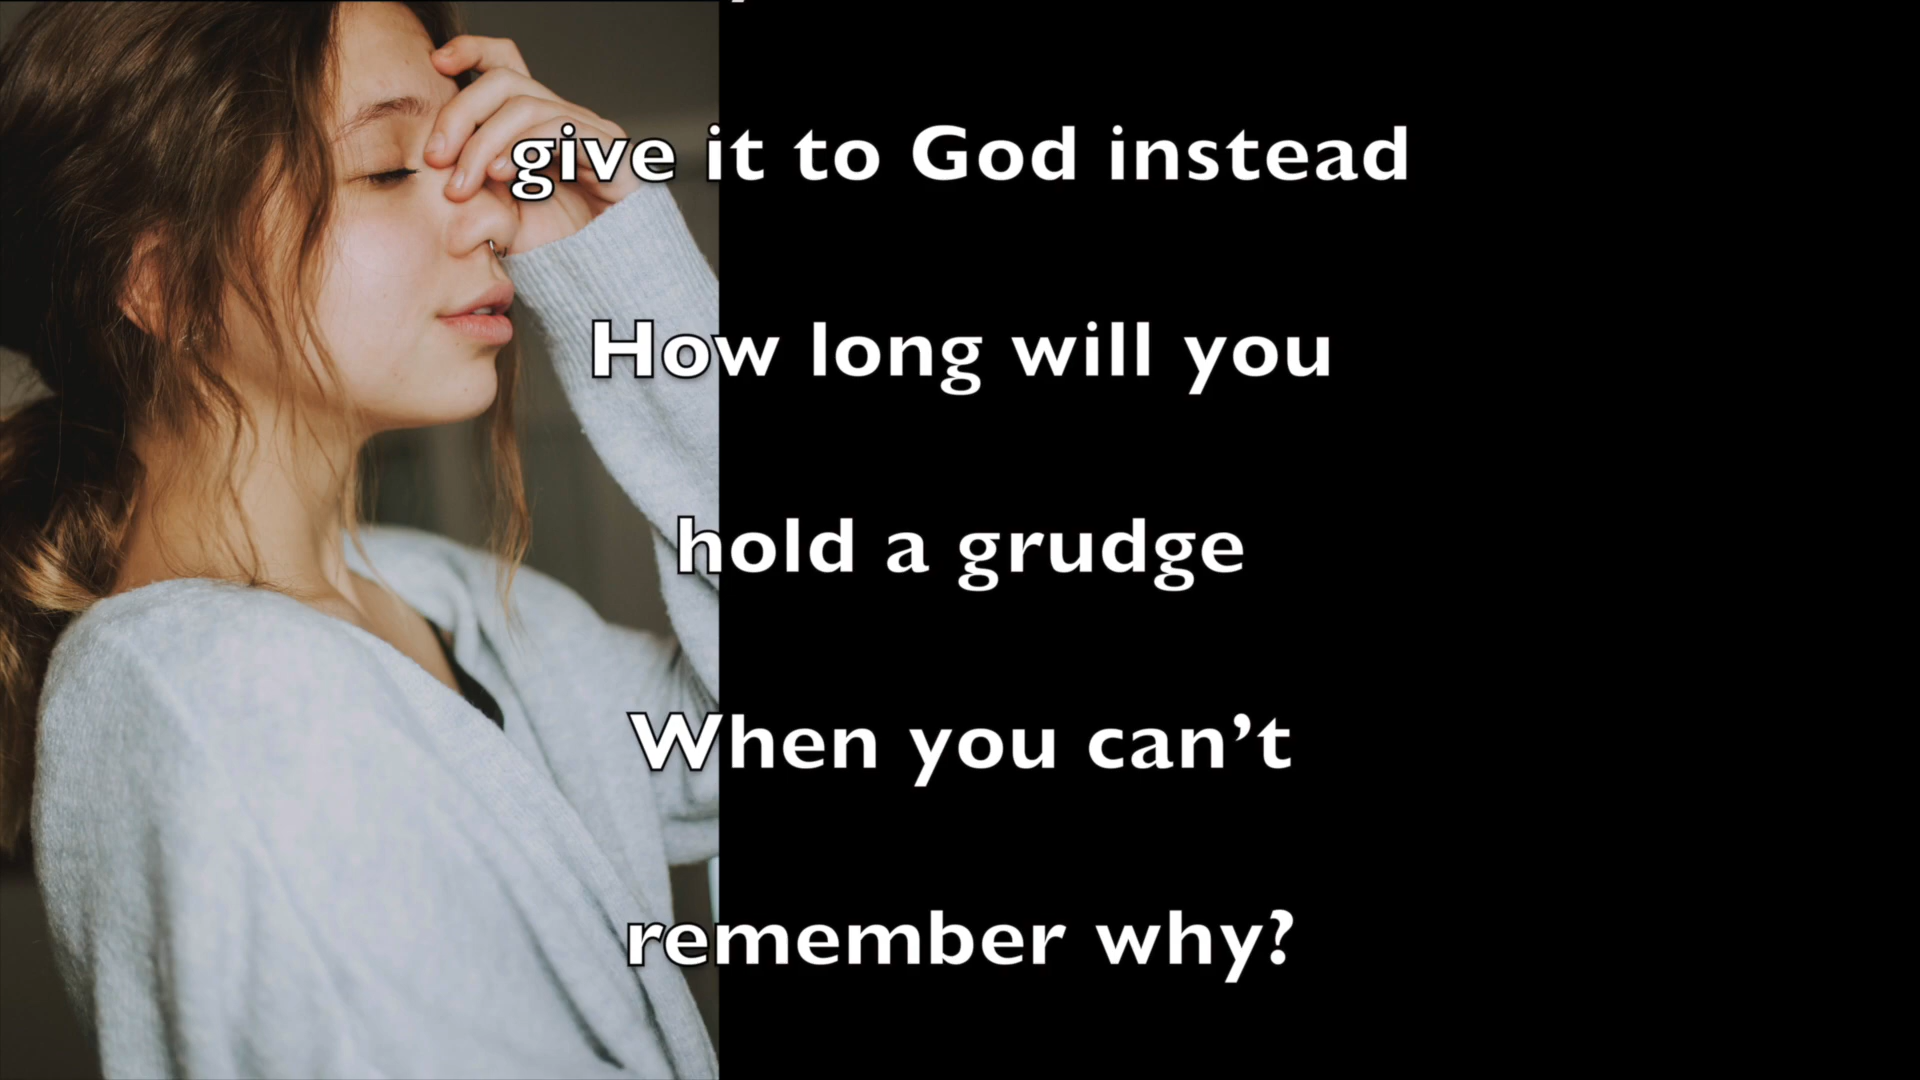 give it to God instead
How long will you
hold a grudge
When you can’t
remember why?